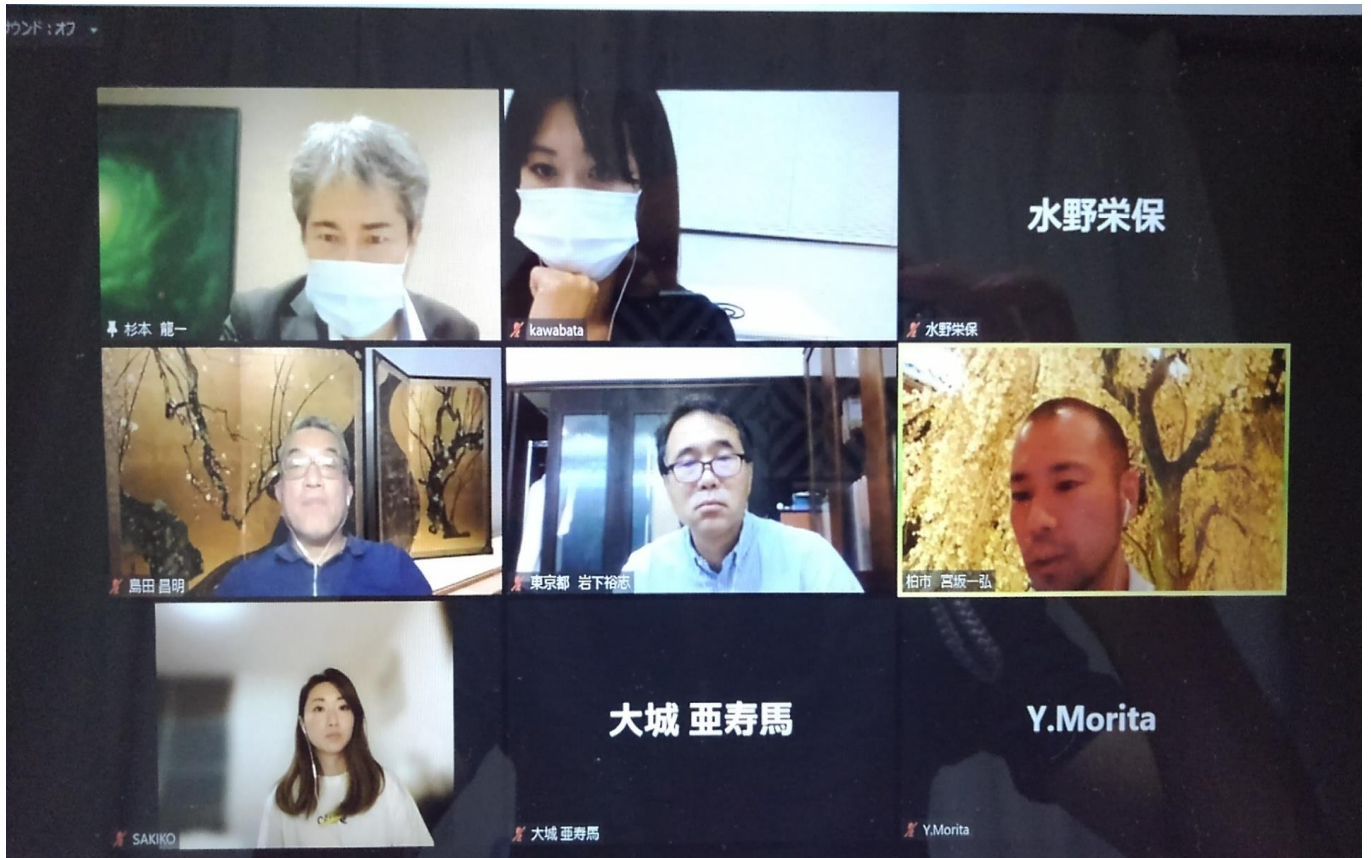 サウンド：オフ
杉本 龍一
kawabata
水野栄保
水野栄保
島田 昌明
東京都 岩下裕志
柏市 宮坂一弘
SAKIKO
大城 亜寿馬
大城 亜寿馬
Y.Morita
Y.Morita